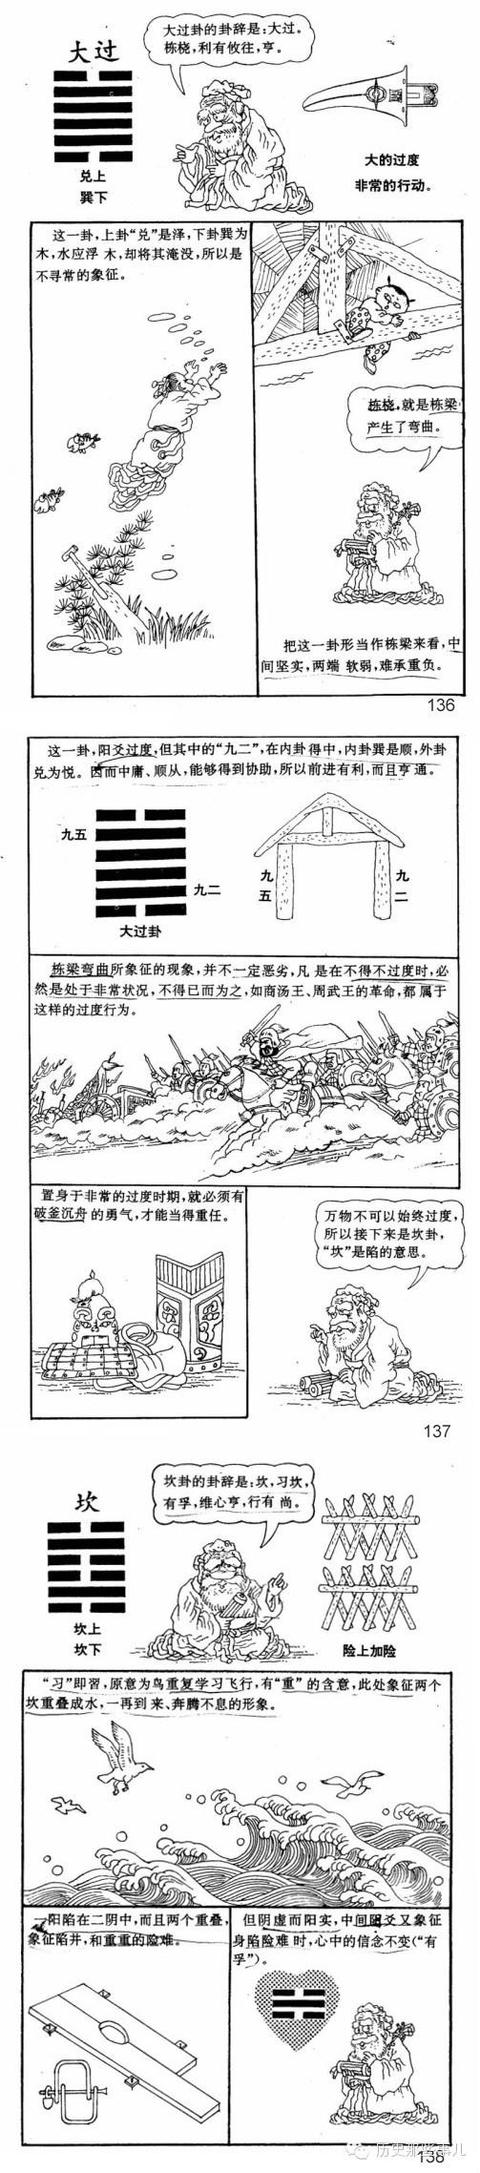 大过
大过卦的卦辞是:大过。
栋桡,利有攸往,亨。
兑上
巽下
大的过度
非常的行动。
这一卦,上卦“兑”是泽,下卦巽为
木,水应浮 木,却将其淹没,所以是
不寻常的象征。
栋桡,就是栋梁
产生了弯曲。
把这一卦形当作栋梁来看,中
间坚实,两端 软弱,难承重负。
136
这一卦,阳爻过度,但其中的“九二”,在内卦得中,内卦巽是顺,外卦
兑为悦。因而中庸、顺从,能够得到协助,所以前进有利,而且亨 通。
九五
九二
大过卦
九五
九二
栋梁弯曲所象征的现象,并不一定恶劣,凡 是在不得不过度时,必
然是处于非常状况,不得已而为之,如商汤王、周武王的革命,都 属于
这样的过度行为。
置身于非常的过度时期,就必须有
破釜沉舟 的勇气,才能当得重任。
万物不可以始终过度,
所以接下来是坎卦,
“坎”是陷的意思。
137
坎
坎卦的卦辞是:坎,习坎,
有孚,维心亨,行有 尚。
坎上
坎下
险上加险
“习”即習,原意为鸟重复学习飞行,有“重” 的含意,此处象征两个
坎重叠成水,一再到 来、奔腾不息的形象。
一阳陷在二阴中,而且两个重叠,
象征陷井,和重重的险难。
但阴虚而阳实,中间 爻又象征
身陷险难 时,心中的信念不变(“有
孚”)。
历史那些事儿
138